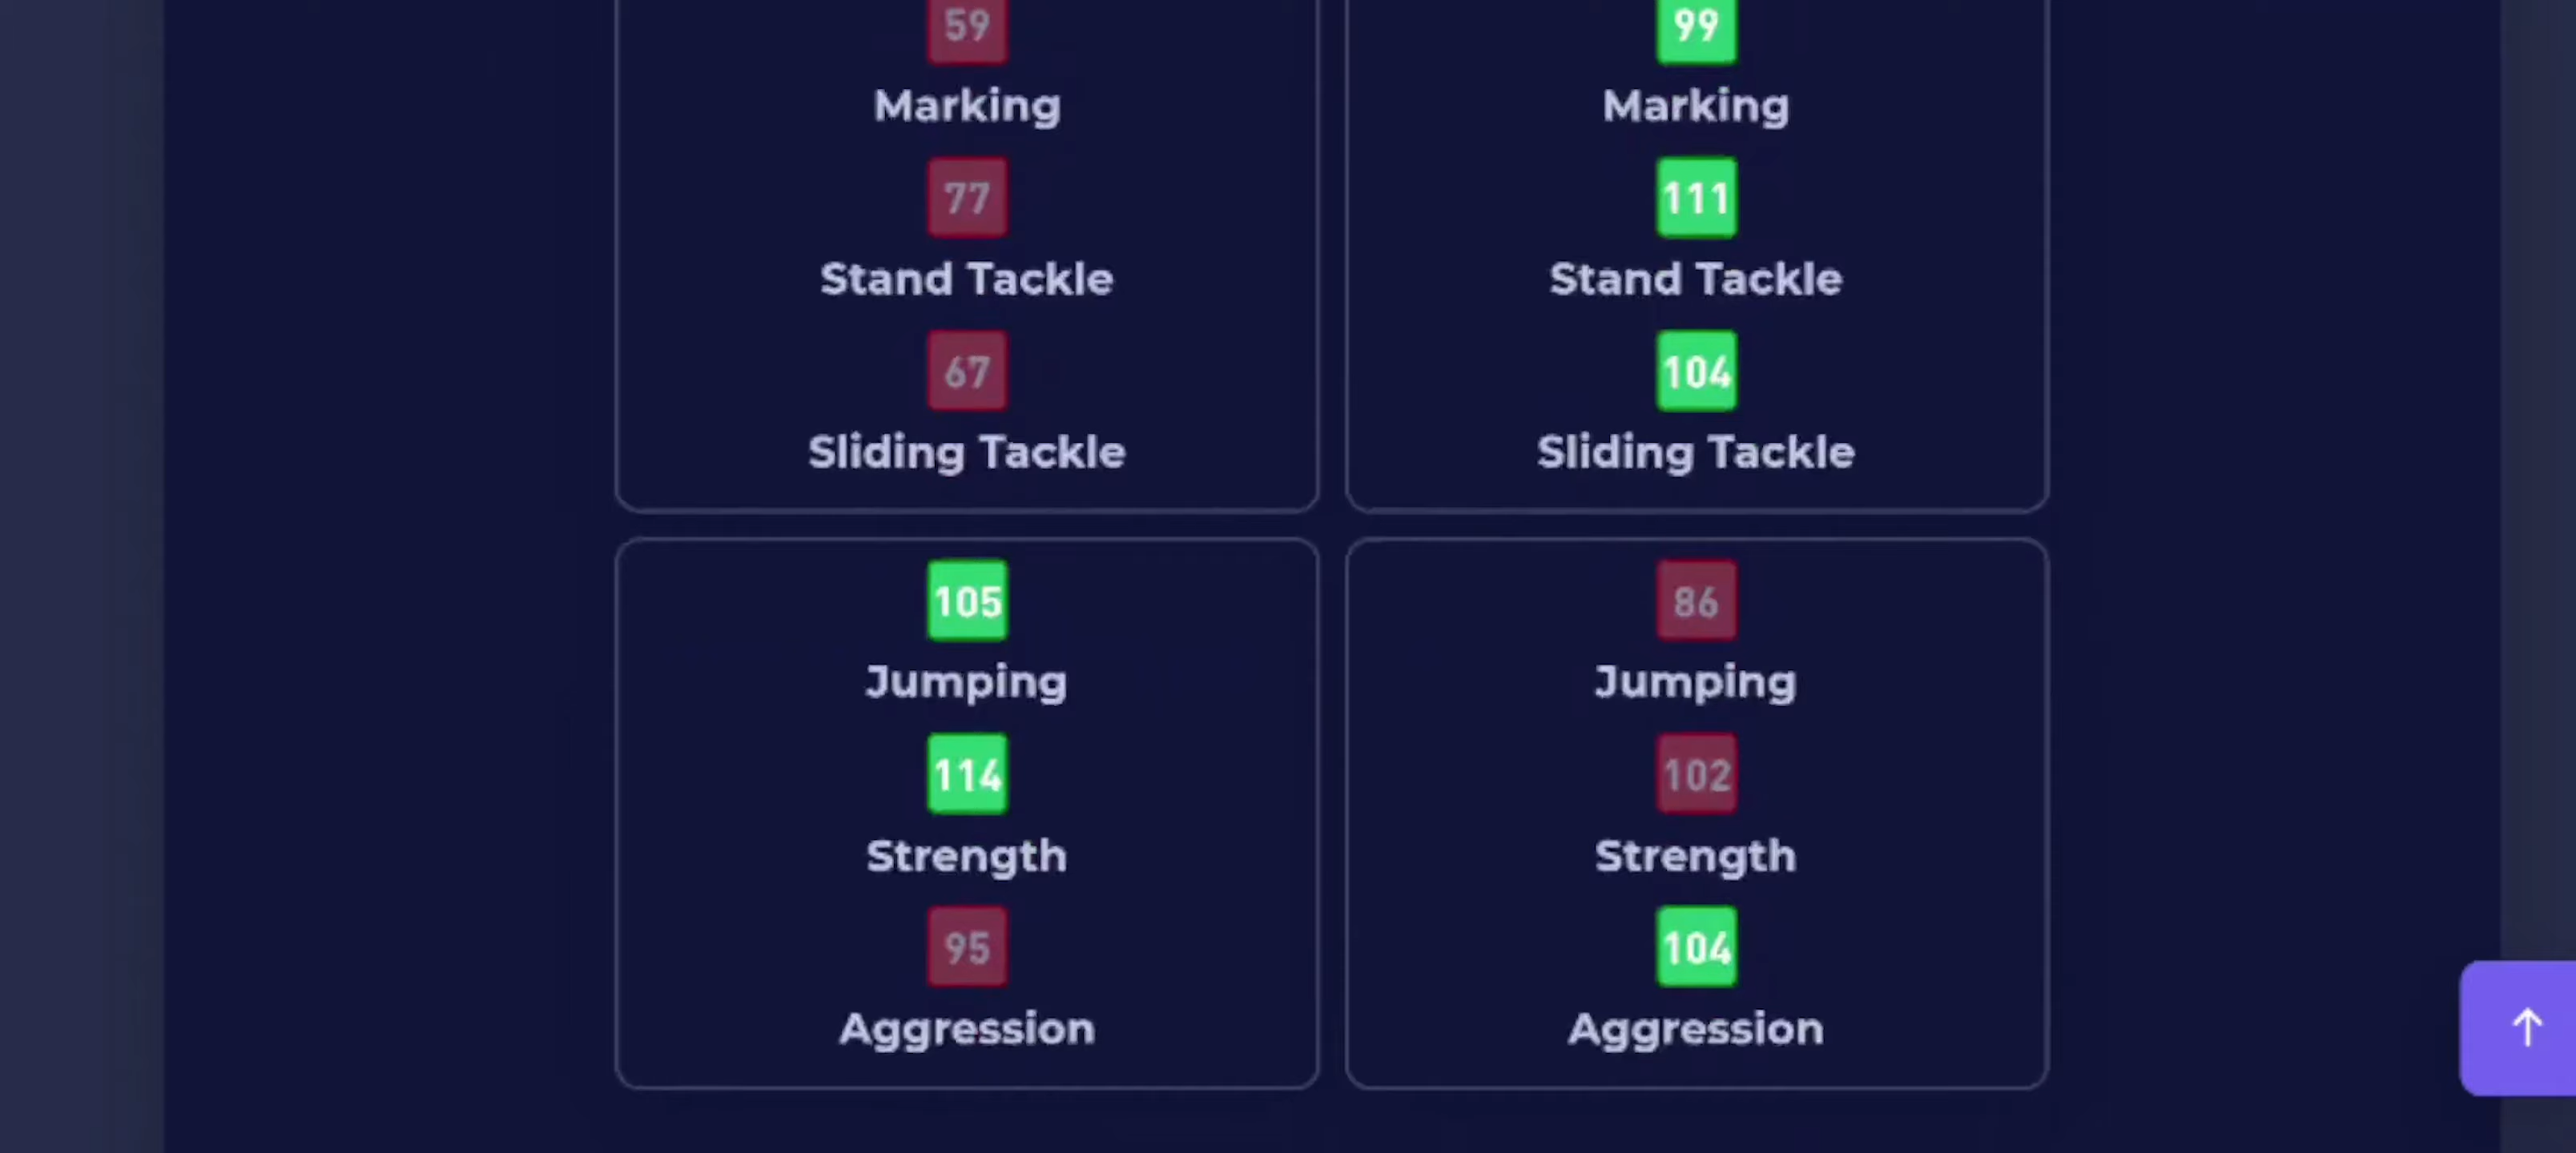 59
Marking
77
Stand Tackle
67
Sliding Tackle
99
Marking
111
Stand Tackle
104
Sliding Tackle
105
Jumping
114
Strength
95
Aggression
86
Jumping
102
Strength
104
Aggression